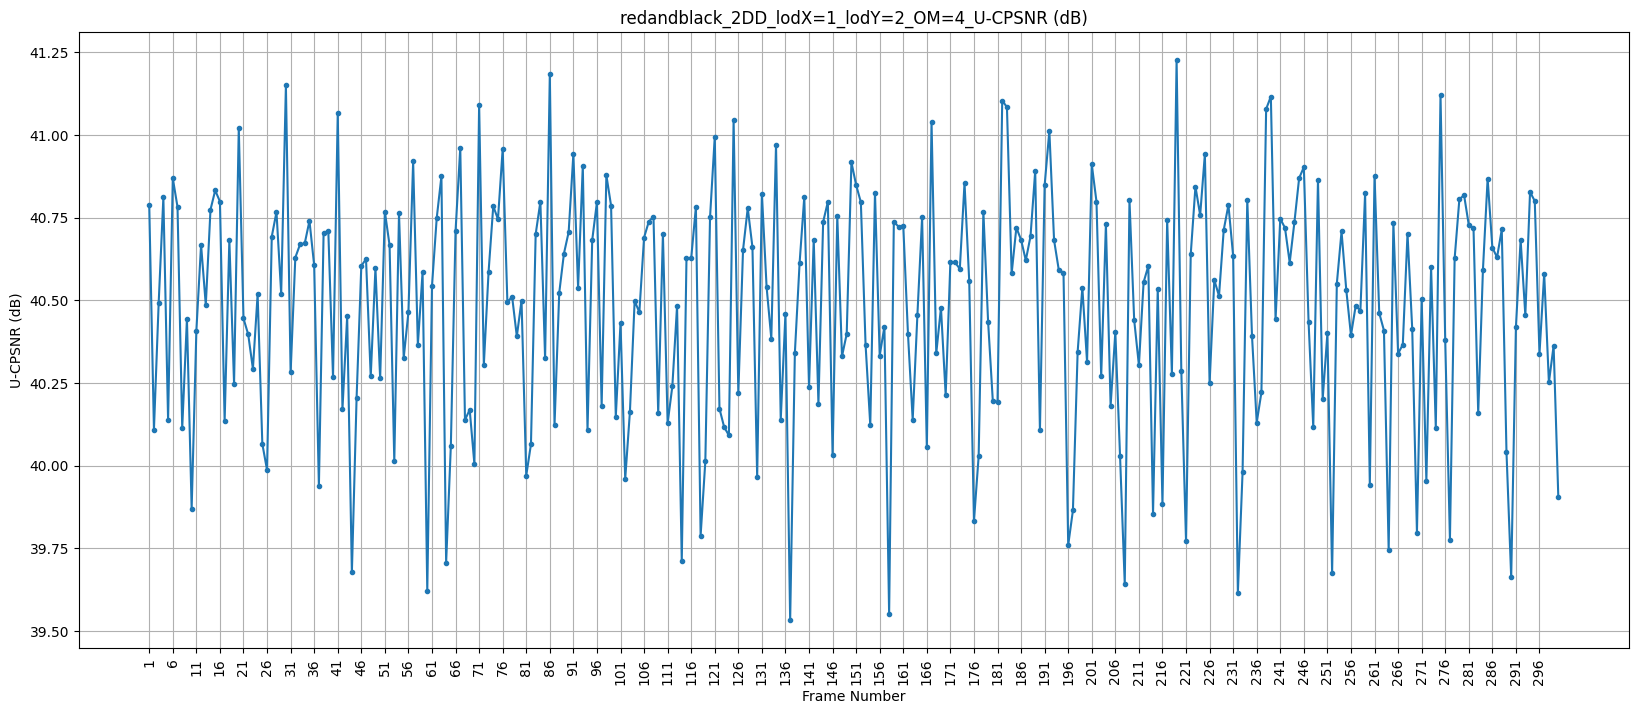 redandblack_2DD_lodX=1_lodY=2_OM=4_U-CPSNR (dB)
U-CPSNR (dB)
41.25
41.00
40.75
40.50
40.25
40.00
39.75
39.50
1 6 11 16 21 26 31 36 41 46 51 56 61 66 71 76 81 86 91 96 101 106 111 116 121 126 131 136 141 146 151 156 161 166 171 176 181 186 191 196 201 206 211 216 221 226 231 236 241 246 251 256 261 266 271 276 281 286 291 296
Frame Number